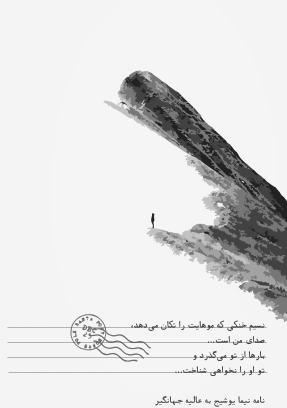 نسیم خنکی که موهایت را تکان می‌دهد،
صدای من است...
بارها از تو می‌گذرد و
تو او را نخواهی شناخت...
نامه نیما یوشیج به عالیه جهانگیر